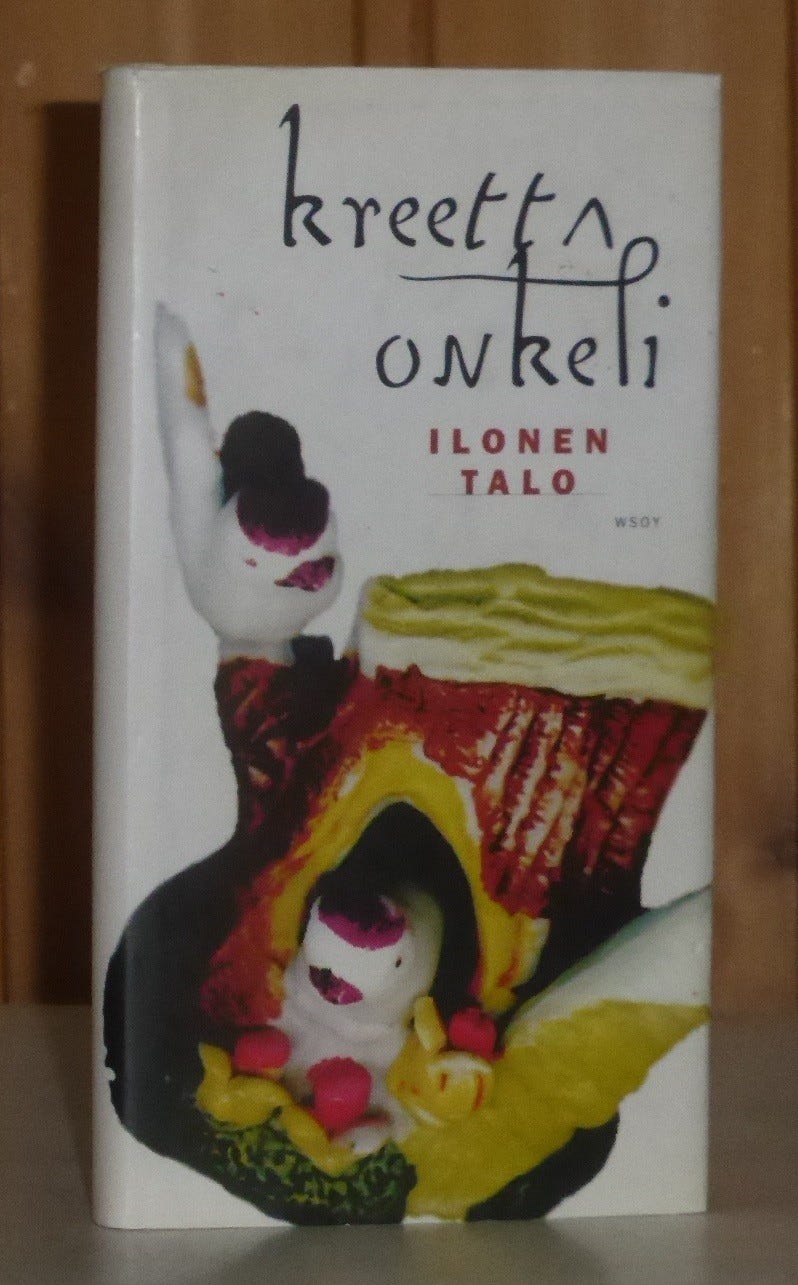 kreettA
oNkeli
ILONEN
TALO
WSOY